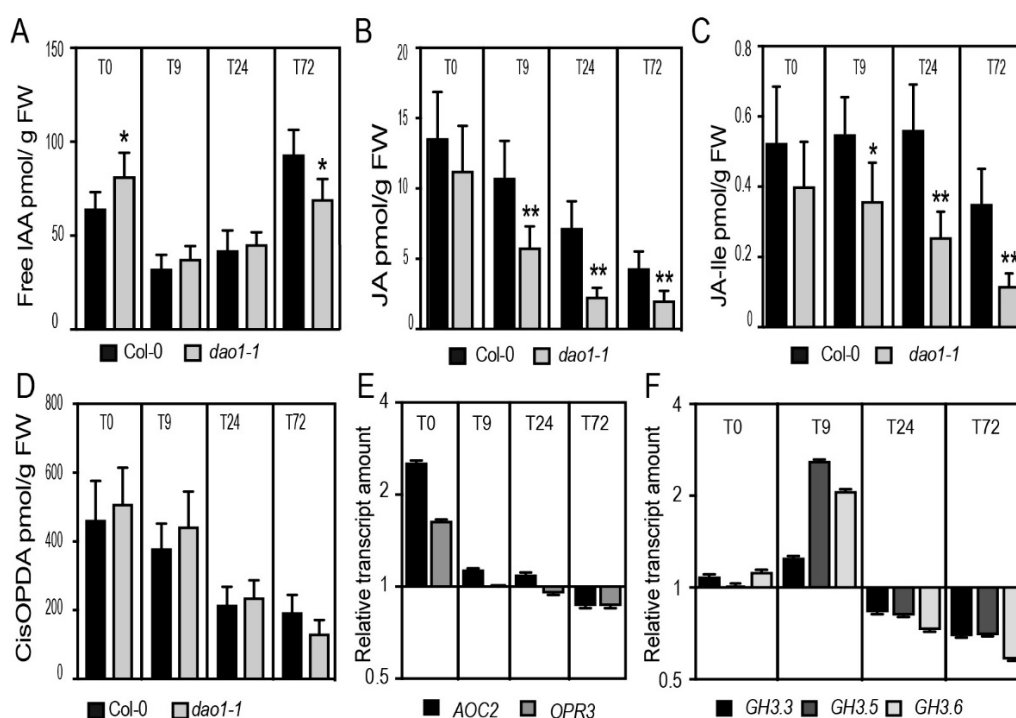 A
Free IAA pmol/ g FW
150
100
50
0
T0 T9 T24 T72
* *
Col-0 dao1-1
B
JA pmol/g FW
20
15
10
5
0
T0 T9 T24 T72
** ** **
Col-0 dao1-1
C
JA-Ile pmol/g FW
0.8
0.6
0.4
0.2
0
T0 T9 T24 T72
* ** **
Col-0 dao1-1
D
CisOPDA pmol/g FW
800
600
400
200
0
T0 T9 T24 T72
Col-0 dao1-1
E
Relative transcript amount
4
2
1
0.5
T0 T9 T24 T72
AOC2 OPR3
F
Relative transcript amount
4
2
1
0.5
T0 T9 T24 T72
GH3.3 GH3.5 GH3.6